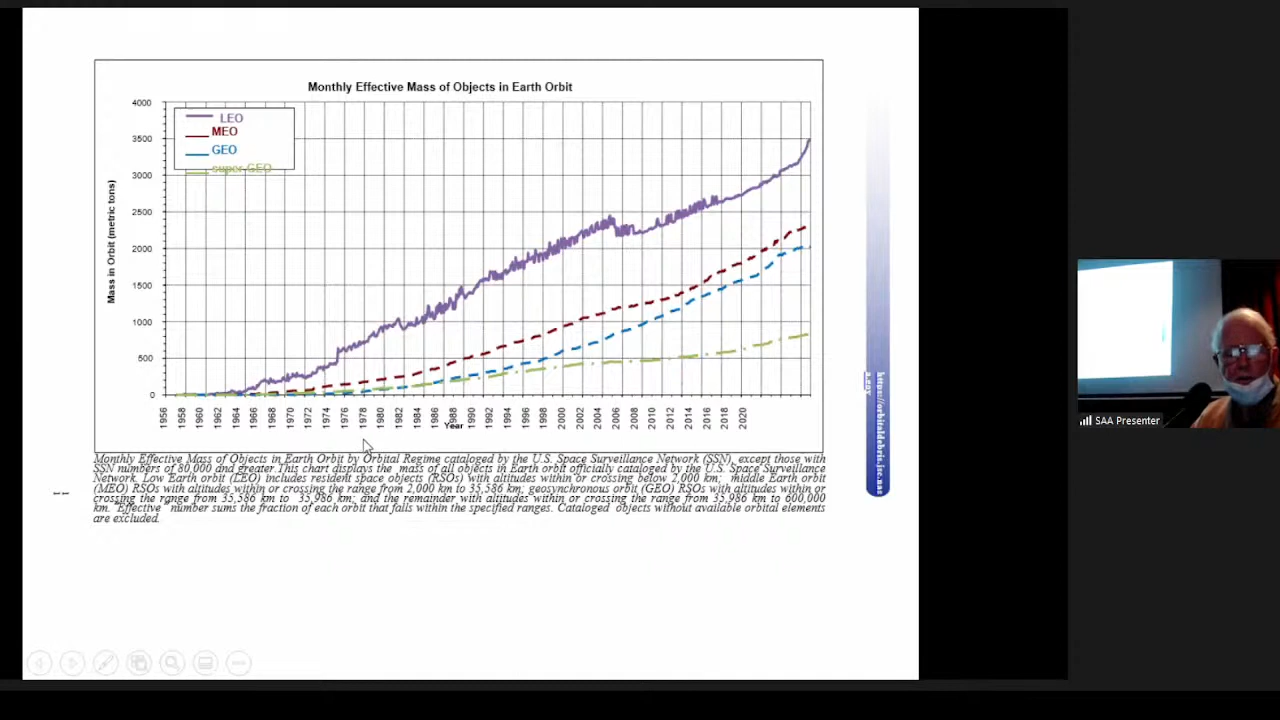 Monthly Effective Mass of Objects in Earth Orbit
4000
3500
3000
2500
2000
1500
1000
500
0
Mass in Orbit (metric tons)
LEO
MEO
GEO
super GEO
1956
1958
1960
1962
1964
1966
1968
1970
1972
1974
1976
1978
1980
1982
1984
1986
1988
1990
1992
1994
1996
1998
2000
2002
2004
2006
2008
2010
2012
2014
2016
2018
2020
Year
Monthly Effective Mass of Objects in Earth Orbit by Orbital Regime cataloged by the U.S. Space Surveillance Network (SSN), except those with
SSN numbers of 80,000 and greater.This chart displays the mass of all objects in Earth orbit officially cataloged by the U.S. Space Surveillance
Network. Low Earth orbit (LEO) includes resident space objects (RSOs) with altitudes within or crossing below 2,000 km; middle Earth orbit
(MEO) RSOs with altitudes within or crossing the range from 2,000 km to 35,586 km; geosynchronous orbit (GEO) RSOs with altitudes within or
crossing the range from 35,586 km to 35,986 km; and the remainder with altitudes within or crossing the range from 35,986 km to 600,000
km. "Effective" number sums the fraction of each orbit that falls within the specified ranges. Cataloged objects without available orbital elements
are excluded.
https://orbitaldebris.jsc.nas
a.gov
SAA Presenter